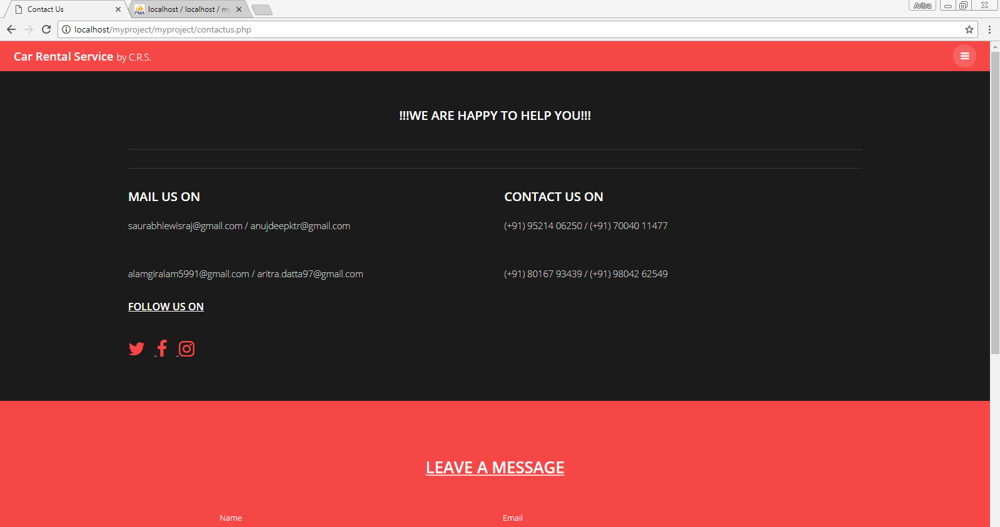 Contact Us
PMA
localhost / localhost / my
Aritra
localhost/myproject/myproject/contactus.php
Car Rental Service by C.R.S.
!!!WE ARE HAPPY TO HELP YOU!!!
MAIL US ON
CONTACT US ON
saurabhlewisraj@gmail.com / anujdeepktr@gmail.com
(+91) 95214 06250 / (+91) 70040 11477
alamgiralam5991@gmail.com / aritra.datta97@gmail.com
(+91) 80167 93439 / (+91) 98042 62549
FOLLOW US ON
LEAVE A MESSAGE
Name
Email